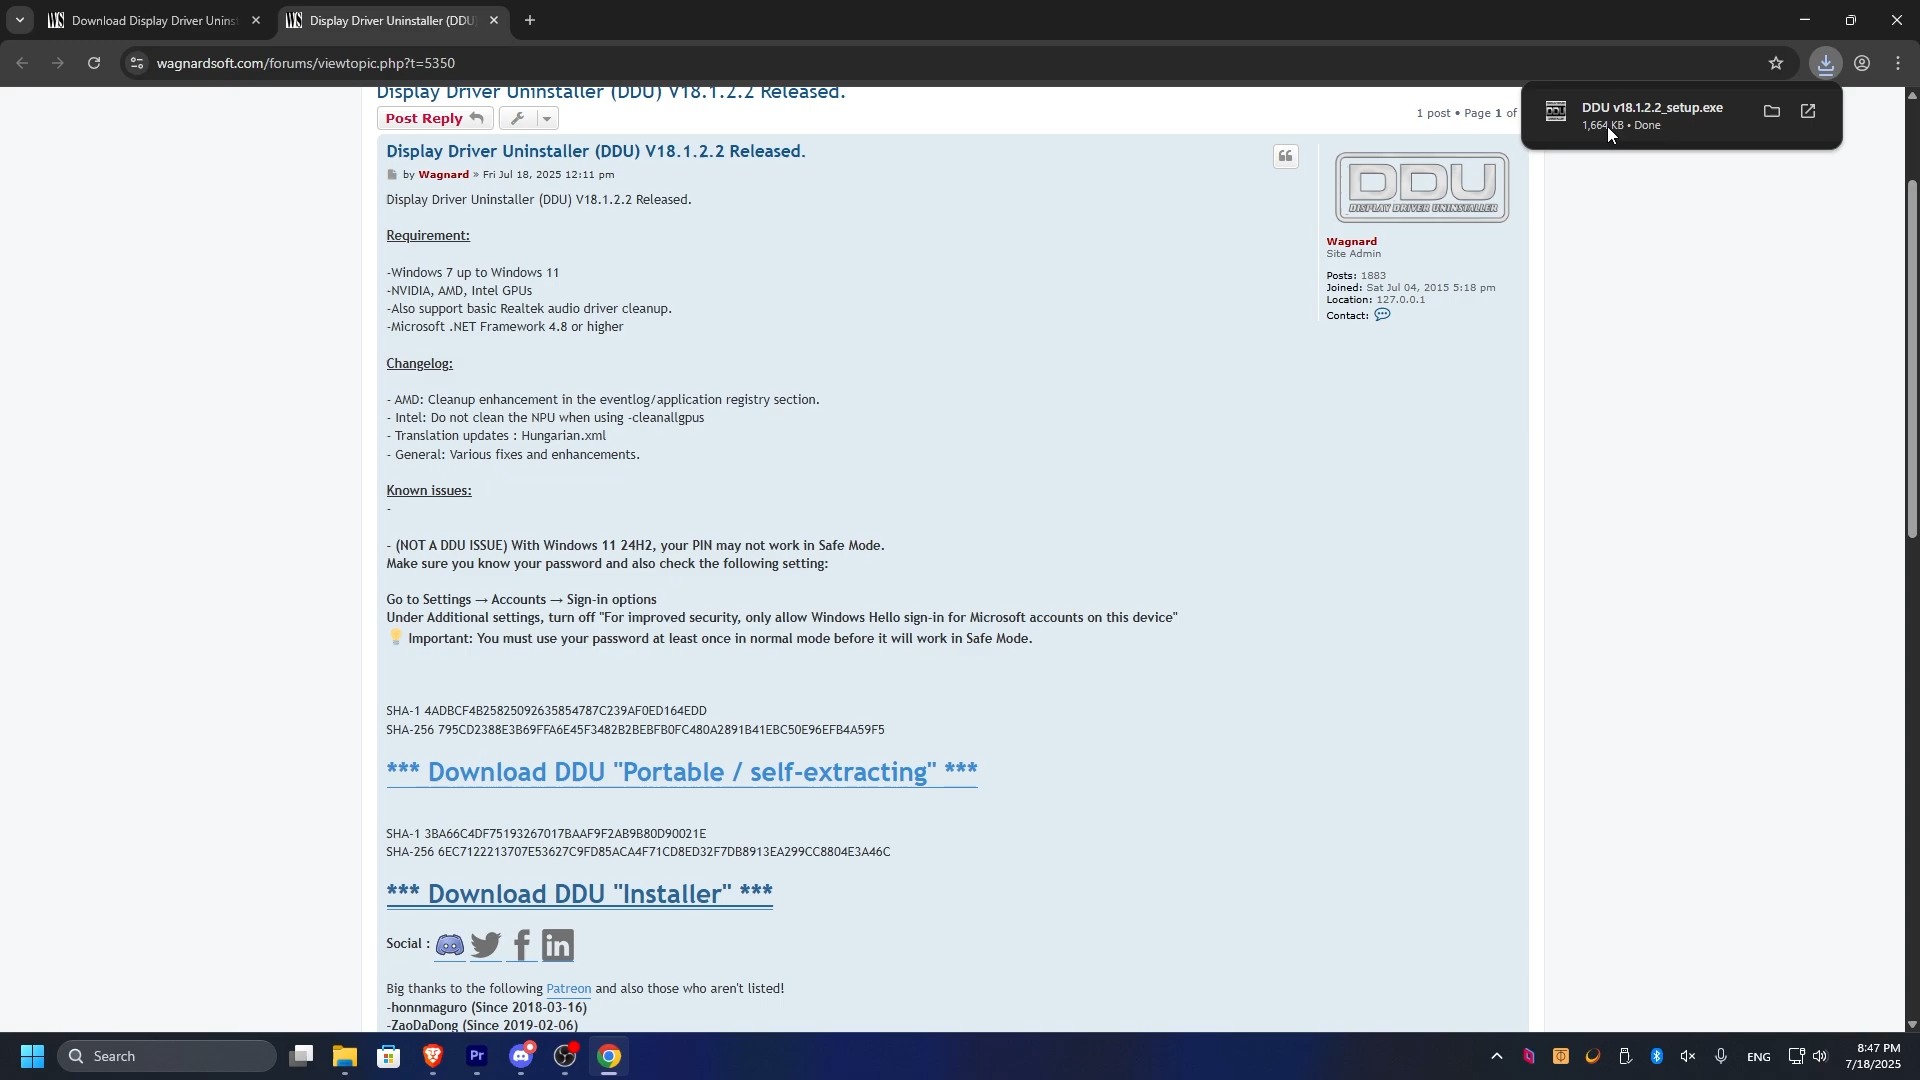 Download Display Driver Unins
Display Driver Uninstaller (DDU
wagnardsoft.com/forums/viewtopic.php?t=5350
DDU v18.1.2.2_setup.exe
1,664 KB • Done
Display Driver Uninstaller (DDU) V18.1.2.2 Released.
Post Reply
1 post • Page 1 of
Display Driver Uninstaller (DDU) V18.1.2.2 Released.
by Wagnard » Fri Jul 18, 2025 12:11 pm
Display Driver Uninstaller (DDU) V18.1.2.2 Released.
Requirement:
-Windows 7 up to Windows 11
-NVIDIA, AMD, Intel GPUs
-Also support basic Realtek audio driver cleanup.
-Microsoft .NET Framework 4.8 or higher
Changelog:
- AMD: Cleanup enhancement in the eventlog/application registry section.
- Intel: Do not clean the NPU when using -cleanallgpus
- Translation updates : Hungarian.xml
- General: Various fixes and enhancements.
Known issues:
-
- (NOT A DDU ISSUE) With Windows 11 24H2, your PIN may not work in Safe Mode.
Make sure you know your password and also check the following setting:
Go to Settings → Accounts → Sign-in options
Under Additional settings, turn off "For improved security, only allow Windows Hello sign-in for Microsoft accounts on this device"
💡 Important: You must use your password at least once in normal mode before it will work in Safe Mode.
SHA-1 4ADBCF4B25825092635854787C239AF0ED164EDD
SHA-256 795CD2388E3B69FFA6E45F3482B2BEBFB0FC480A2891B41EBC50E96EFB4A59F5
*** Download DDU "Portable / self-extracting" ***
SHA-1 3BA66C4DF75193267017BAAF9F2AB9B80D90021E
SHA-256 6EC7122213707E53627C9FD85ACA4F71CD8ED32F7DB8913EA299CC8804E3A46C
*** Download DDU "Installer" ***
Social :
Big thanks to the following Patreon and also those who aren't listed!
-honnmaguro (Since 2018-03-16)
-ZaoDaDong (Since 2019-02-06)
DDU
DISPLAY DRIVER UNINSTALLER
Wagnard
Site Admin
Posts: 1883
Joined: Sat Jul 04, 2015 5:18 pm
Location: 127.0.0.1
Contact:
Search
Pr
ENG
8:47 PM
7/18/2025